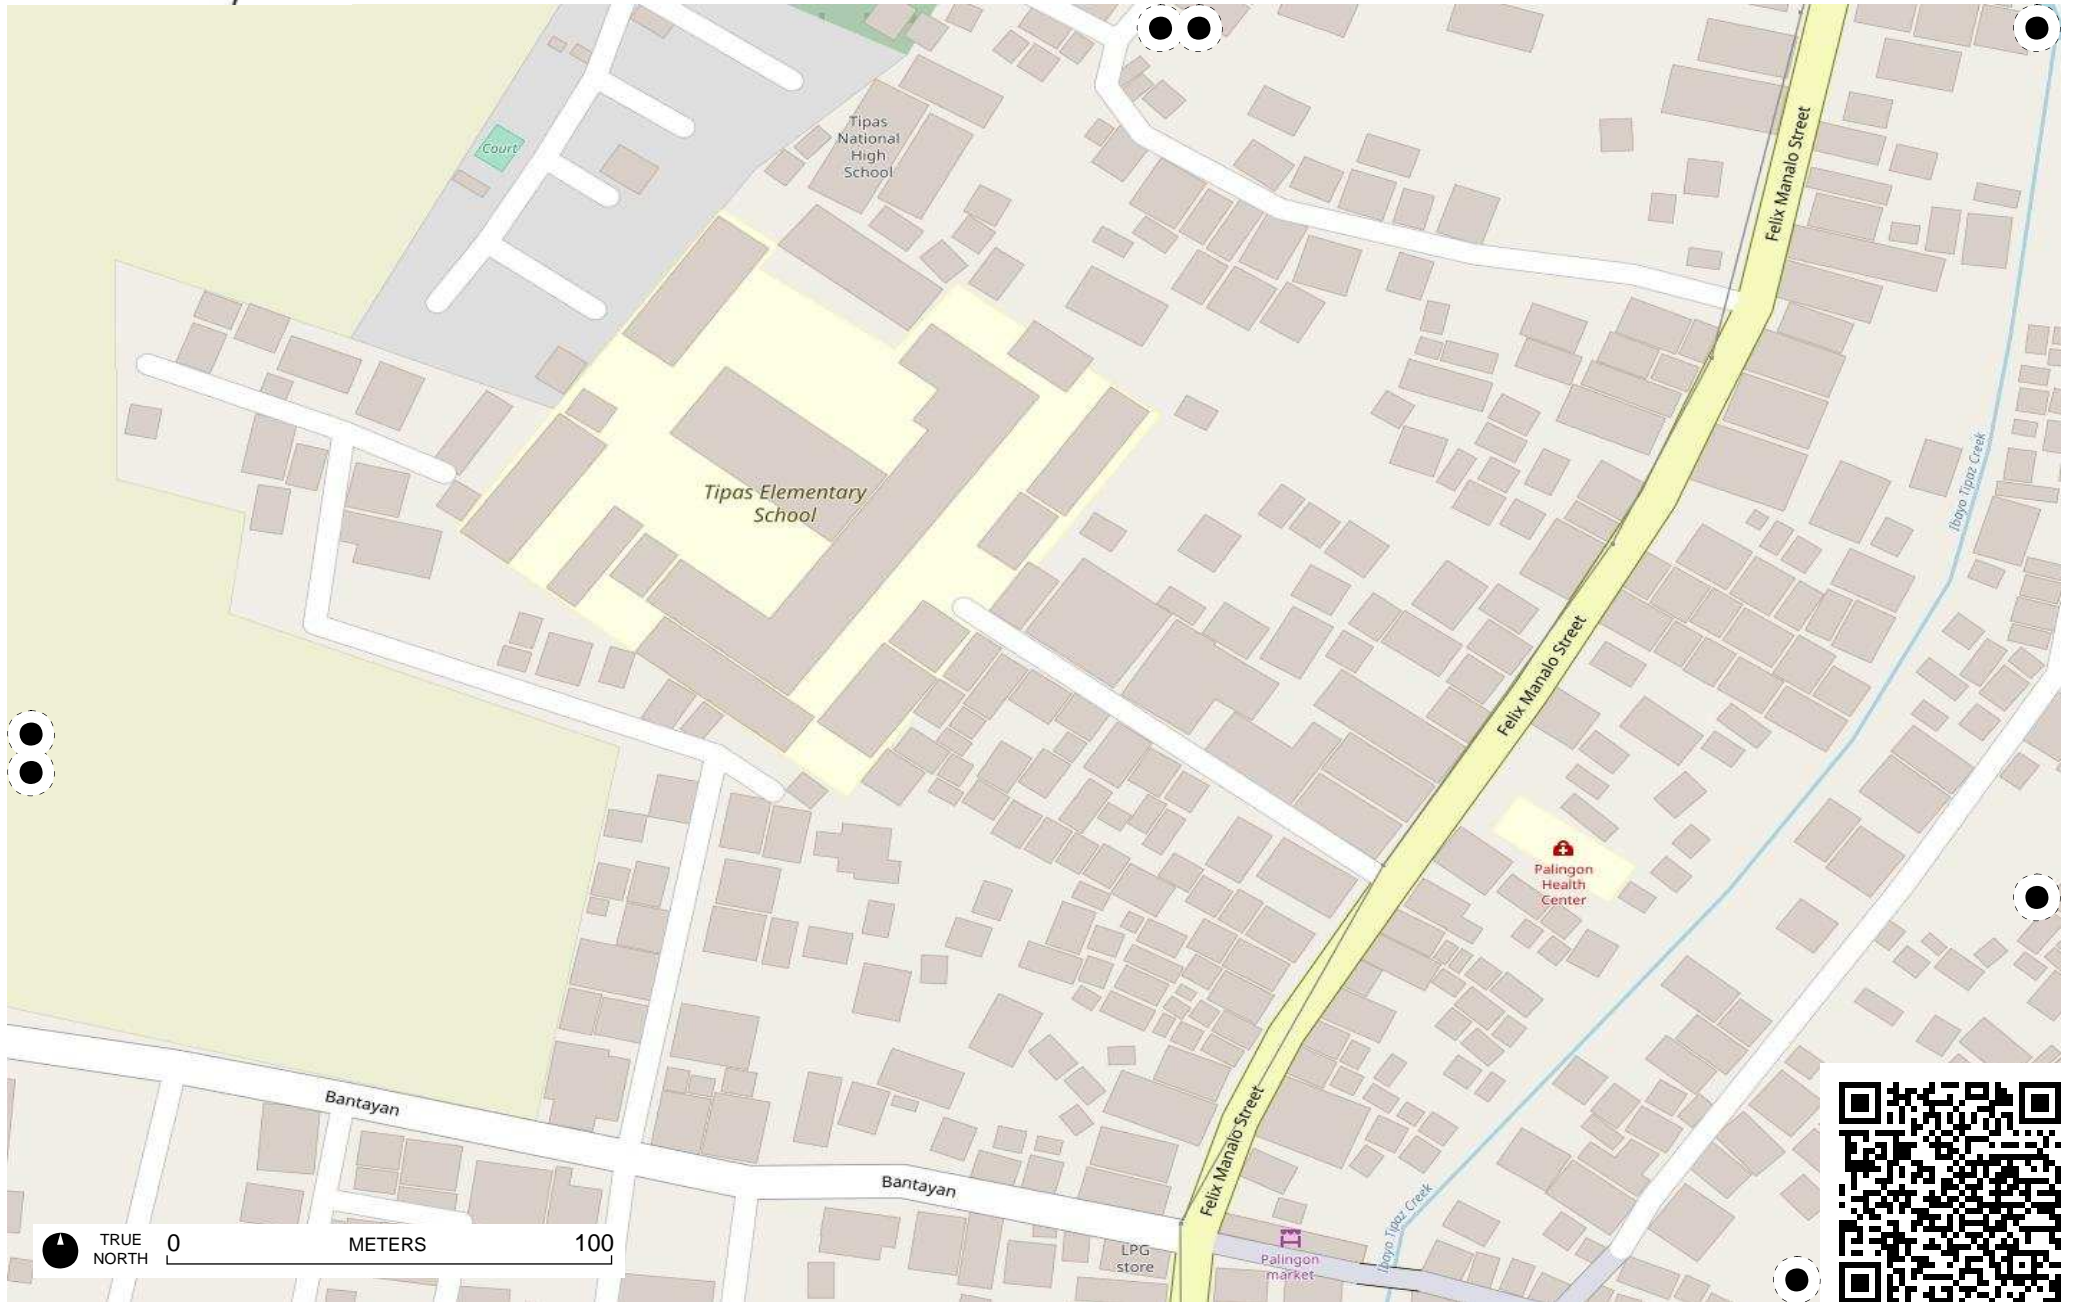 Tipas
National
High
School
Court
Felix Manalo Street
Ibayo Tipaz Creek
Tipas Elementary
School
Felix Manalo Street
Palingon
Health
Center
Bantayan
Felix Manalo Street
Bantayan
Ibayo Tipaz Creek
TRUE
NORTH
0
METERS
100
LPG
store
Palingon
market